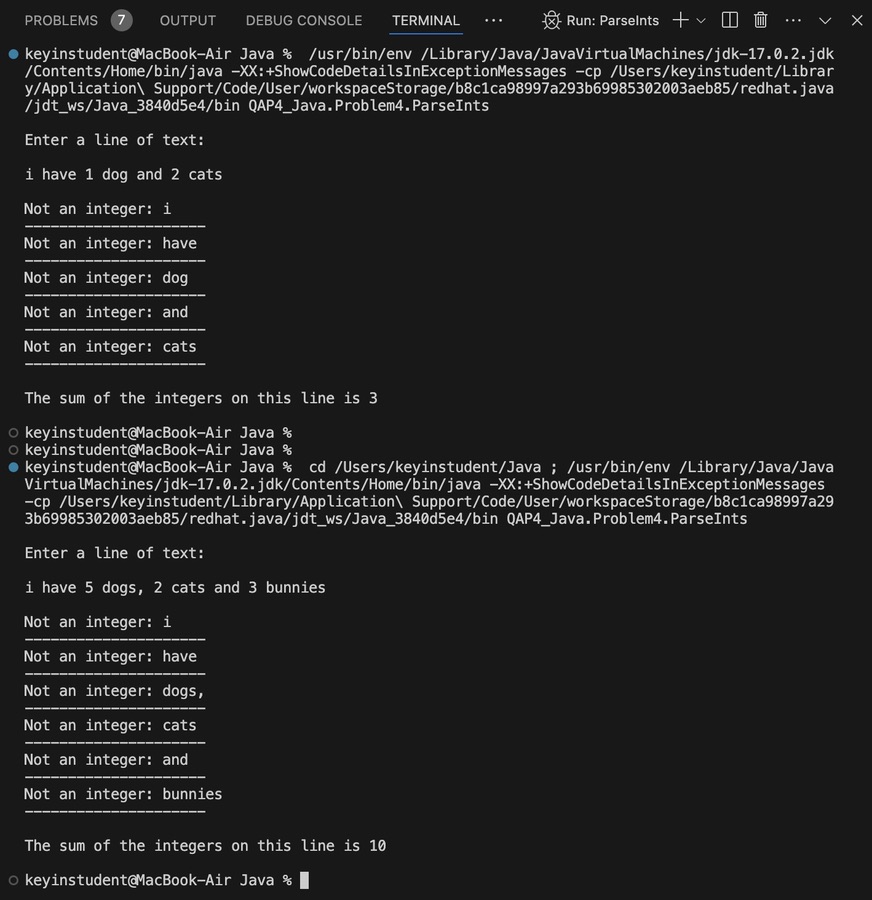 PROBLEMS 7 OUTPUT DEBUG CONSOLE TERMINAL ··· Run: ParseInts ···
keyinstudent@MacBook-Air Java %  /usr/bin/env /Library/Java/JavaVirtualMachines/jdk-17.0.2.jdk
/Contents/Home/bin/java -XX:+ShowCodeDetailsInExceptionMessages -cp /Users/keyinstudent/Librar
y/Application\ Support/Code/User/workspaceStorage/b8c1ca98997a293b69985302003aeb85/redhat.java
/jdt_ws/Java_3840d5e4/bin QAP4_Java.Problem4.ParseInts
Enter a line of text:
i have 1 dog and 2 cats
Not an integer: i
---------------------
Not an integer: have
---------------------
Not an integer: dog
---------------------
Not an integer: and
---------------------
Not an integer: cats
---------------------
The sum of the integers on this line is 3
keyinstudent@MacBook-Air Java %
keyinstudent@MacBook-Air Java %
keyinstudent@MacBook-Air Java %  cd /Users/keyinstudent/Java ; /usr/bin/env /Library/Java/Java
VirtualMachines/jdk-17.0.2.jdk/Contents/Home/bin/java -XX:+ShowCodeDetailsInExceptionMessages
-cp /Users/keyinstudent/Library/Application\ Support/Code/User/workspaceStorage/b8c1ca98997a29
3b69985302003aeb85/redhat.java/jdt_ws/Java_3840d5e4/bin QAP4_Java.Problem4.ParseInts
Enter a line of text:
i have 5 dogs, 2 cats and 3 bunnies
Not an integer: i
---------------------
Not an integer: have
---------------------
Not an integer: dogs,
---------------------
Not an integer: cats
---------------------
Not an integer: and
---------------------
Not an integer: bunnies
---------------------
The sum of the integers on this line is 10
keyinstudent@MacBook-Air Java %